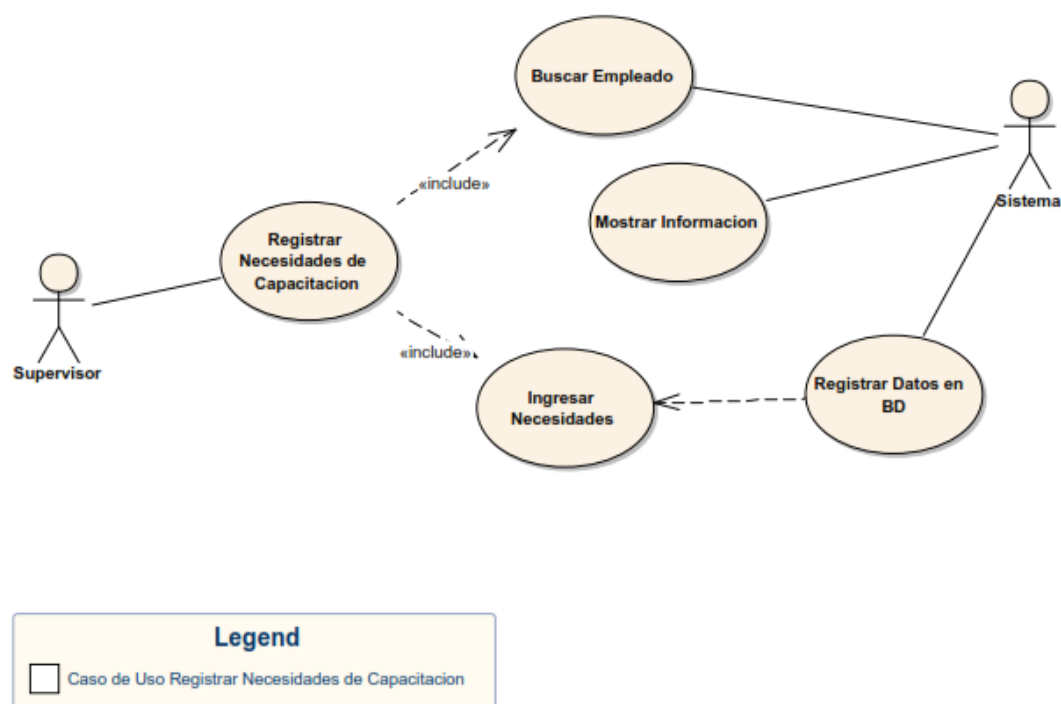 Buscar Empleado
«include»
Sistema
Mostrar Informacion
Registrar
Necesidades de
Capacitacion
Supervisor
«include»
Ingresar
Necesidades
Registrar Datos en
BD
Legend
Caso de Uso Registrar Necesidades de Capacitacion